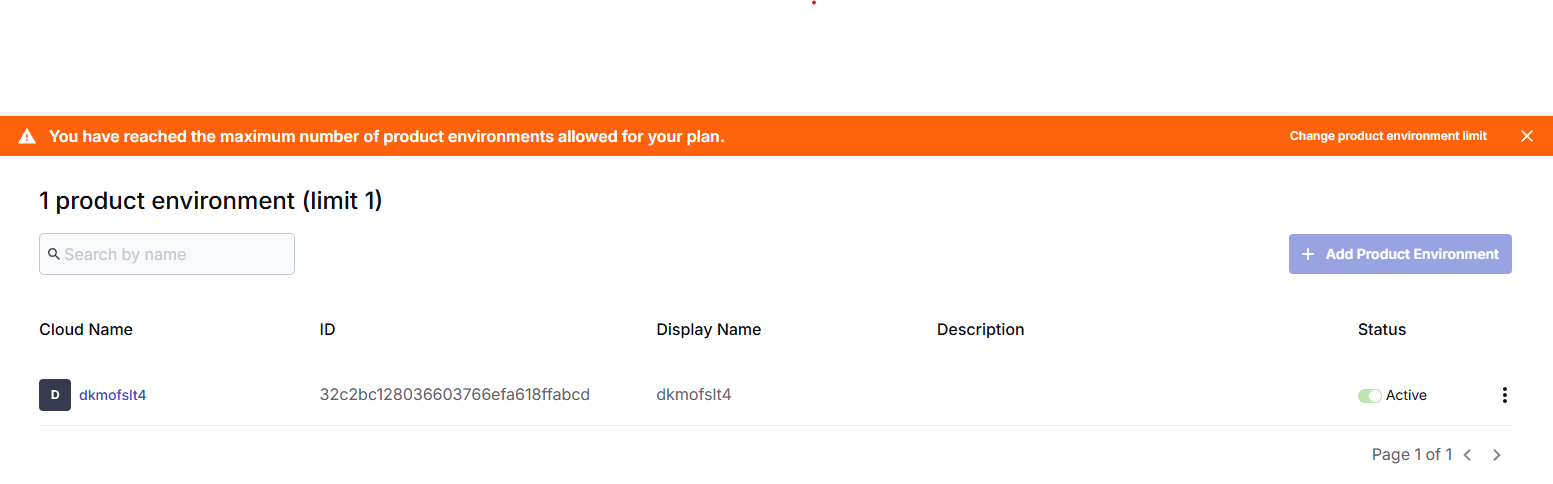 You have reached the maximum number of product environments allowed for your plan. Change product environment limit
1 product environment (limit 1)
Search by name
+ Add Product Environment
Cloud Name ID Display Name Description Status
D dkmofslt4 32c2bc128036603766efa618ffabcd dkmofslt4 Active
Page 1 of 1